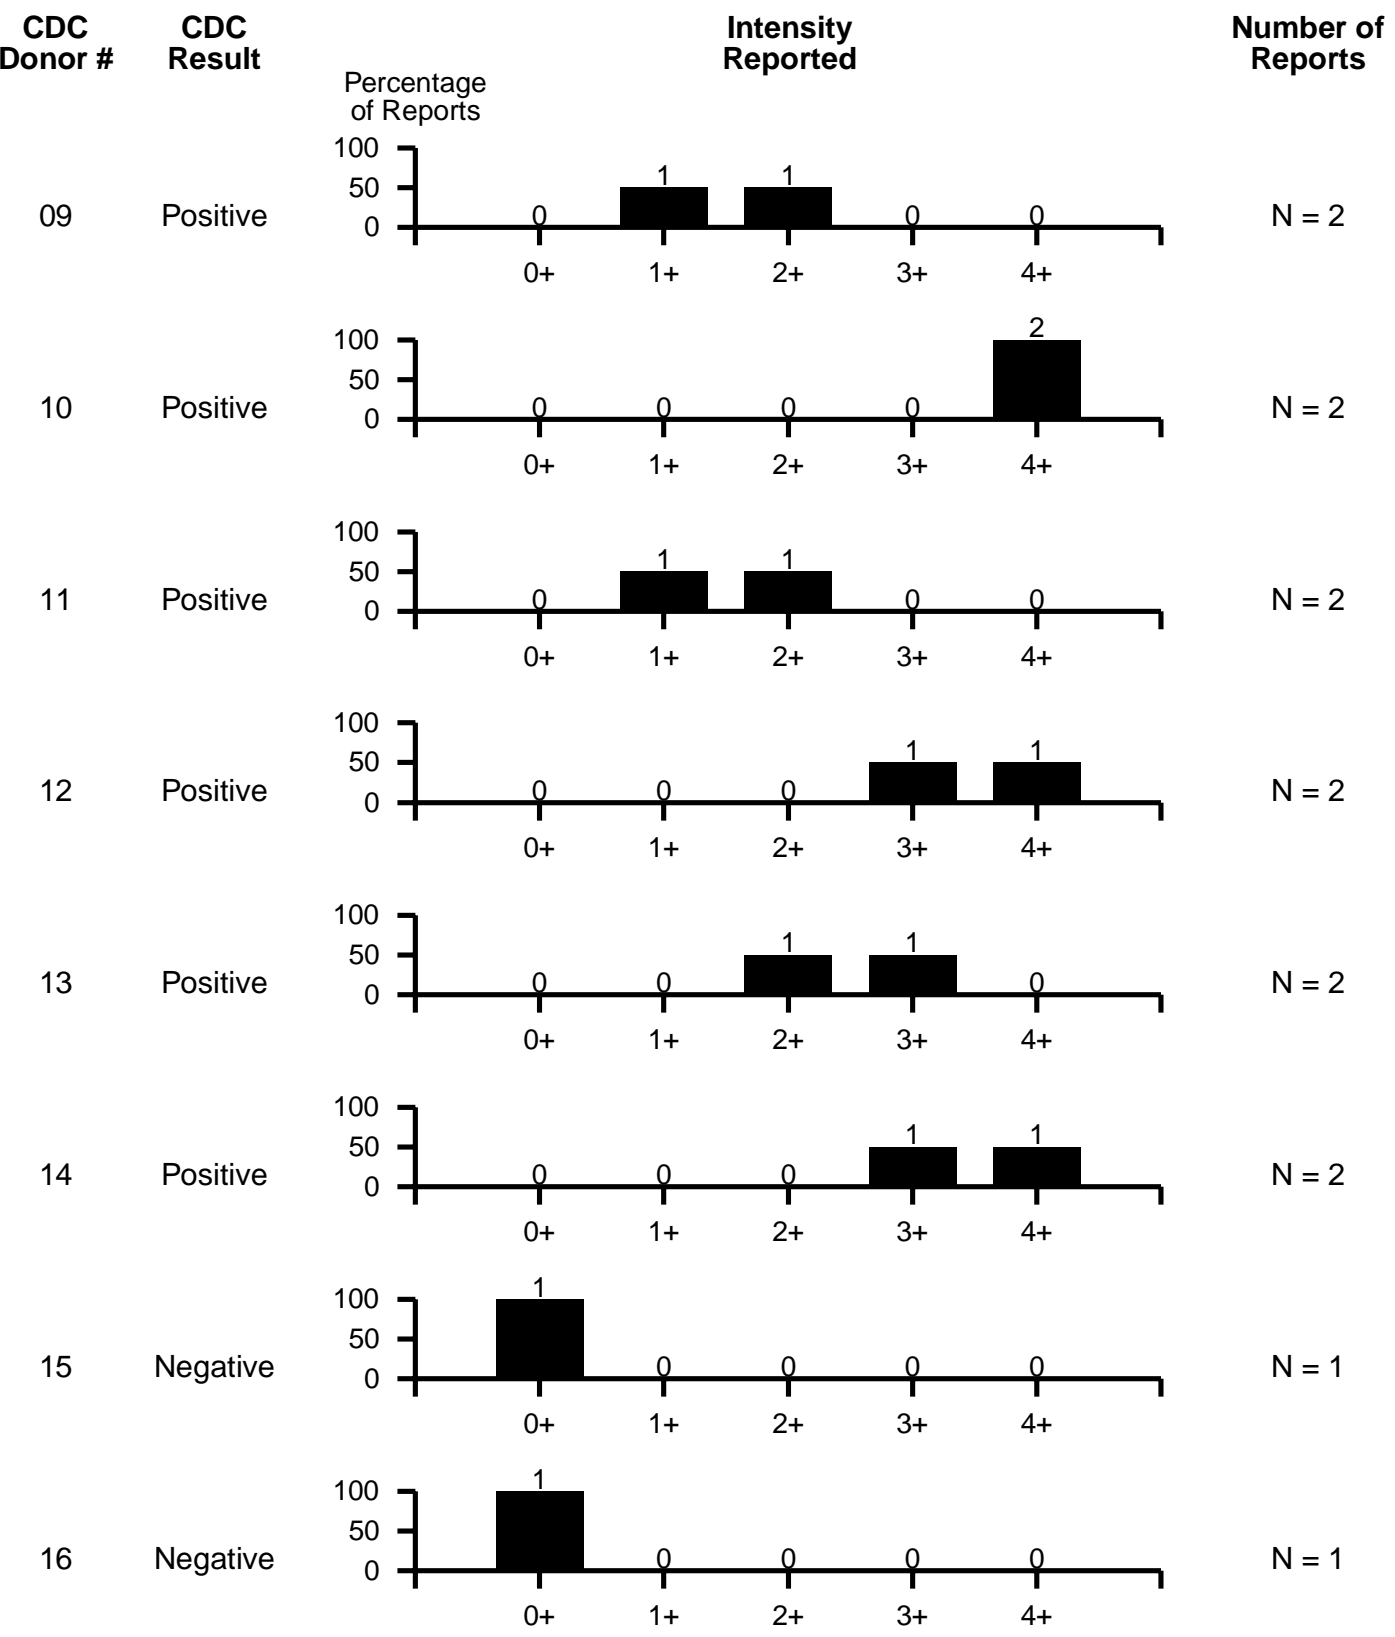 CDC
Donor #
CDC
Result
Intensity
Reported
Number of
Reports
Percentage
of Reports
09 Positive N = 2
100
50
0
0 1 1 0 0
0+ 1+ 2+ 3+ 4+
10 Positive N = 2
100
50
0
0 0 0 0 2
0+ 1+ 2+ 3+ 4+
11 Positive N = 2
100
50
0
0 1 1 0 0
0+ 1+ 2+ 3+ 4+
12 Positive N = 2
100
50
0
0 0 0 1 1
0+ 1+ 2+ 3+ 4+
13 Positive N = 2
100
50
0
0 0 1 1 0
0+ 1+ 2+ 3+ 4+
14 Positive N = 2
100
50
0
0 0 0 1 1
0+ 1+ 2+ 3+ 4+
15 Negative N = 1
100
50
0
1 0 0 0 0
0+ 1+ 2+ 3+ 4+
16 Negative N = 1
100
50
0
1 0 0 0 0
0+ 1+ 2+ 3+ 4+